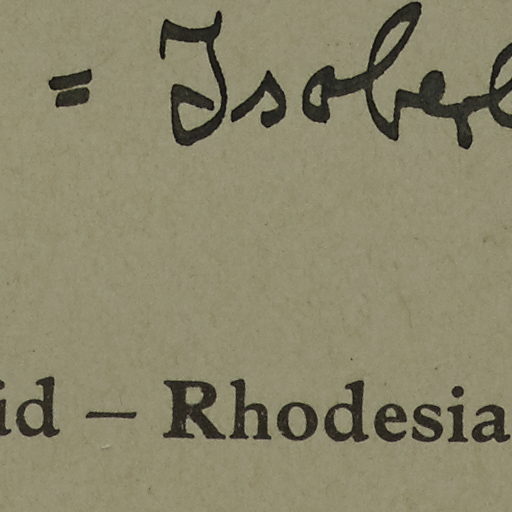 = Isobel
id – Rhodesia